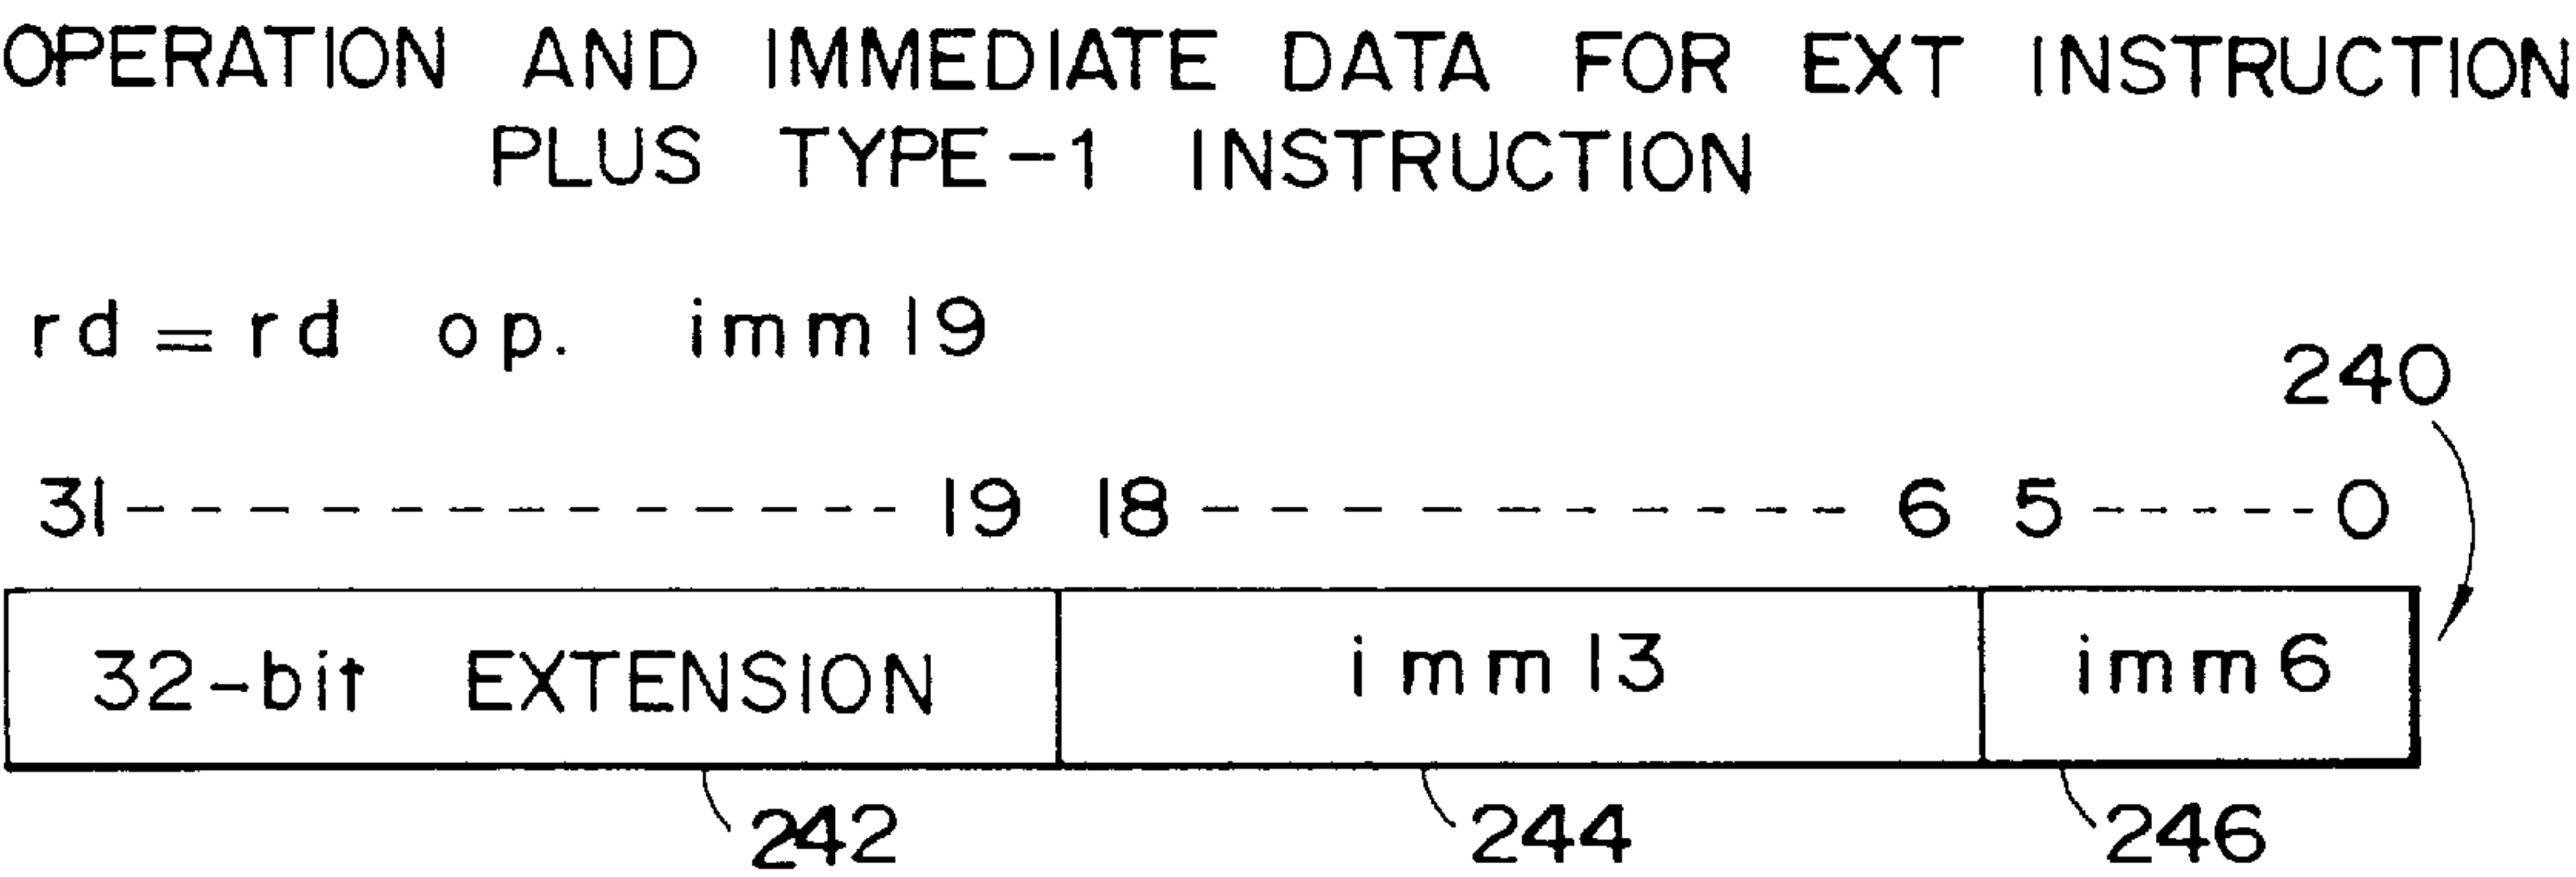 OPERATION AND IMMEDIATE DATA FOR EXT INSTRUCTION
PLUS TYPE-1 INSTRUCTION
rd = rd op. imm19
240
31-------------- 19 18------------6 5-----0
32-bit EXTENSION imm13 imm6
242 244 246